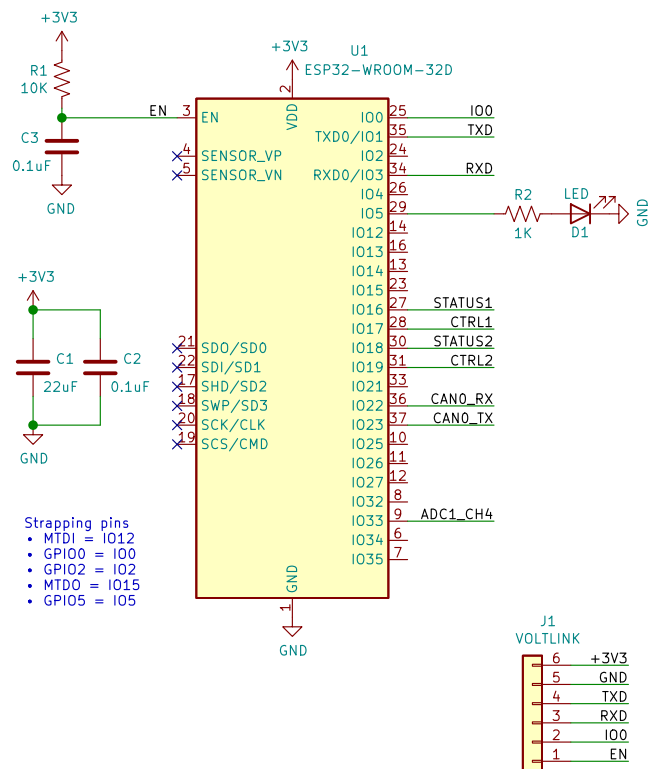 +3V3
R1
10K
C3
0.1uF
GND
EN
+3V3
U1
ESP32-WROOM-32D
2
VDD
3 EN
4 SENSOR_VP
5 SENSOR_VN
21 SDO/SD0
22 SDI/SD1
17 SHD/SD2
18 SWP/SD3
20 SCK/CLK
19 SCS/CMD
IO0 25 IO0
TXD0/IO1 35 TXD
IO2 24
RXD0/IO3 34 RXD
IO4 26
IO5 29
IO12 14
IO13 16
IO14 13
IO15 23
IO16 27 STATUS1
IO17 28 CTRL1
IO18 30 STATUS2
IO19 31 CTRL2
IO21 33
IO22 36 CAN0_RX
IO23 37 CAN0_TX
IO25 10
IO26 11
IO27 12
IO32 8
IO33 9 ADC1_CH4
IO34 6
IO35 7
GND
1
GND
R2
1K
LED
D1
GND
+3V3
C1
22uF
C2
0.1uF
GND
Strapping pins
• MTDI = IO12
• GPIO0 = IO0
• GPIO2 = IO2
• MTDO = IO15
• GPIO5 = IO5
J1
VOLTLINK
6 +3V3
5 GND
4 TXD
3 RXD
2 IO0
1 EN